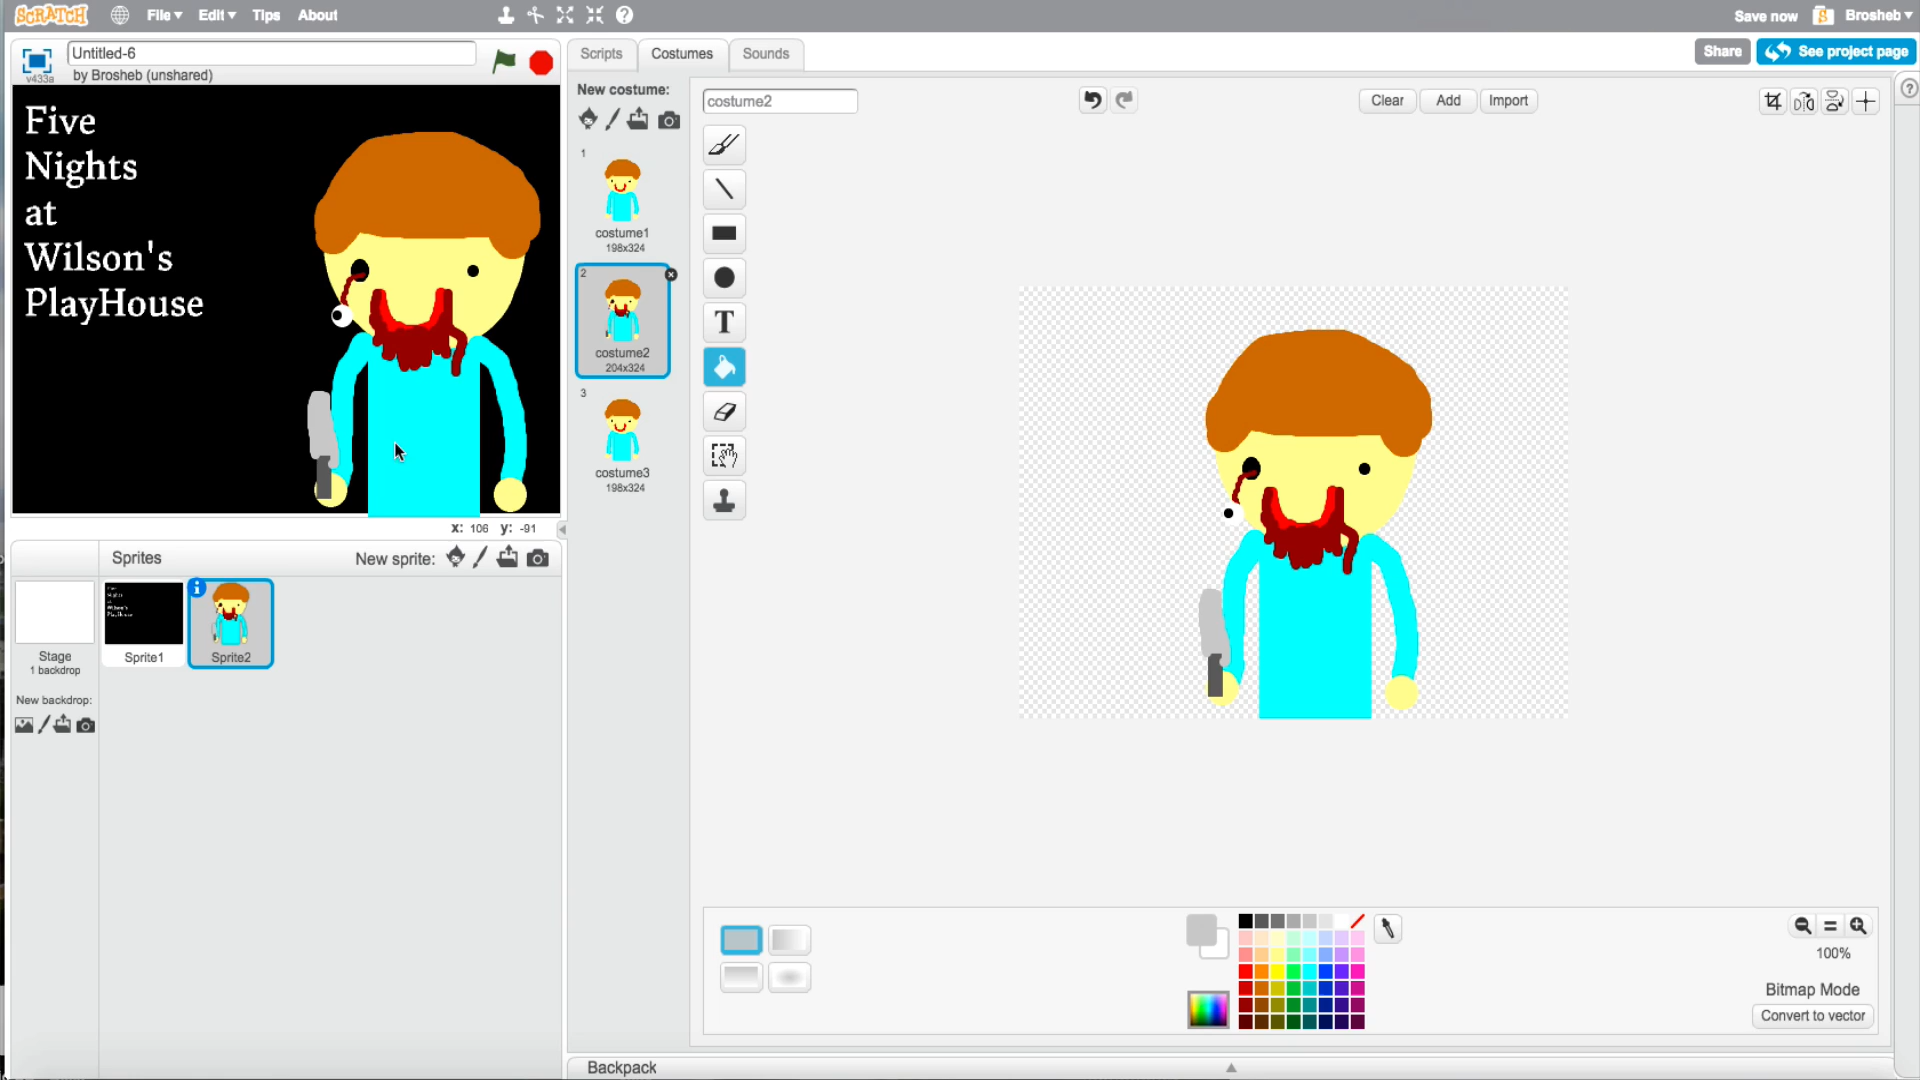 SCRATCH
File Edit Tips About
Save now
Brosheb
v433a
Untitled-6
by Brosheb (unshared)
Scripts
Costumes
Sounds
Share
See project page
Five
Nights
at
Wilson's
PlayHouse
New costume:
1
costume1
198x324
2
costume2
204x324
3
costume3
198x324
costume2
Clear
Add
Import
T
x: 106 y: -91
Sprites
New sprite:
Stage
1 backdrop
New backdrop:
Sprite1
Sprite2
100%
Bitmap Mode
Convert to vector
Backpack